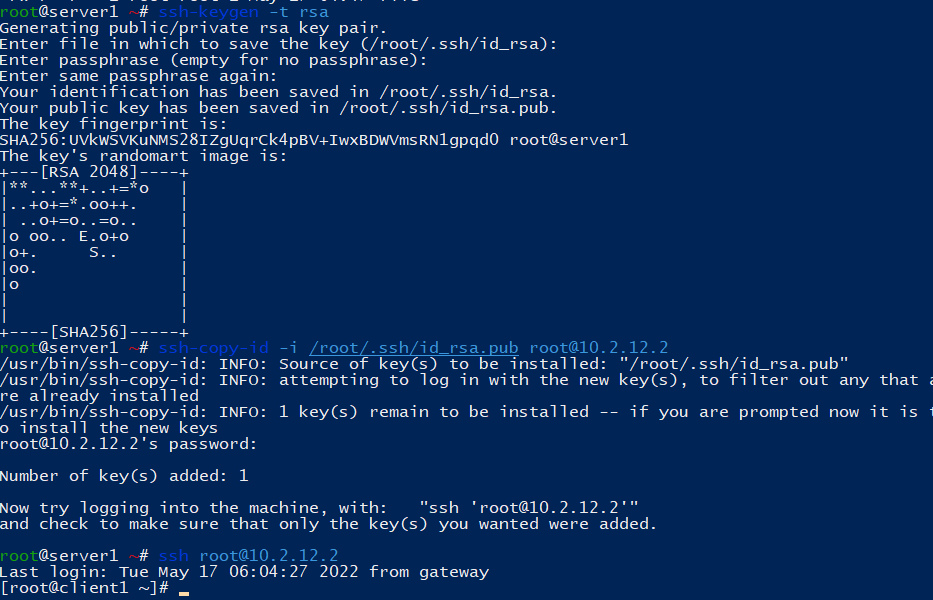 root@server1 ~# ssh-keygen -t rsa
Generating public/private rsa key pair.
Enter file in which to save the key (/root/.ssh/id_rsa):
Enter passphrase (empty for no passphrase):
Enter same passphrase again:
Your identification has been saved in /root/.ssh/id_rsa.
Your public key has been saved in /root/.ssh/id_rsa.pub.
The key fingerprint is:
SHA256:UVkWSVKuNMS28IZgUqrCk4pBV+IwxBDWVmsRN1gpqd0 root@server1
The key's randomart image is:
+---[RSA 2048]----+
|**...**+..+=*o   |
|..+o+=*.oo++.    |
| ..o+=o..=o..    |
|o oo.. E.o+o     |
|o+.     S..      |
|oo.              |
|o                |
|                 |
|                 |
+----[SHA256]-----+
root@server1 ~# ssh-copy-id -i /root/.ssh/id_rsa.pub root@10.2.12.2
/usr/bin/ssh-copy-id: INFO: Source of key(s) to be installed: "/root/.ssh/id_rsa.pub"
/usr/bin/ssh-copy-id: INFO: attempting to log in with the new key(s), to filter out any that a
re already installed
/usr/bin/ssh-copy-id: INFO: 1 key(s) remain to be installed -- if you are prompted now it is t
o install the new keys
root@10.2.12.2's password:
Number of key(s) added: 1
Now try logging into the machine, with:   "ssh 'root@10.2.12.2'"
and check to make sure that only the key(s) you wanted were added.
root@server1 ~# ssh root@10.2.12.2
Last login: Tue May 17 06:04:27 2022 from gateway
[root@client1 ~]#